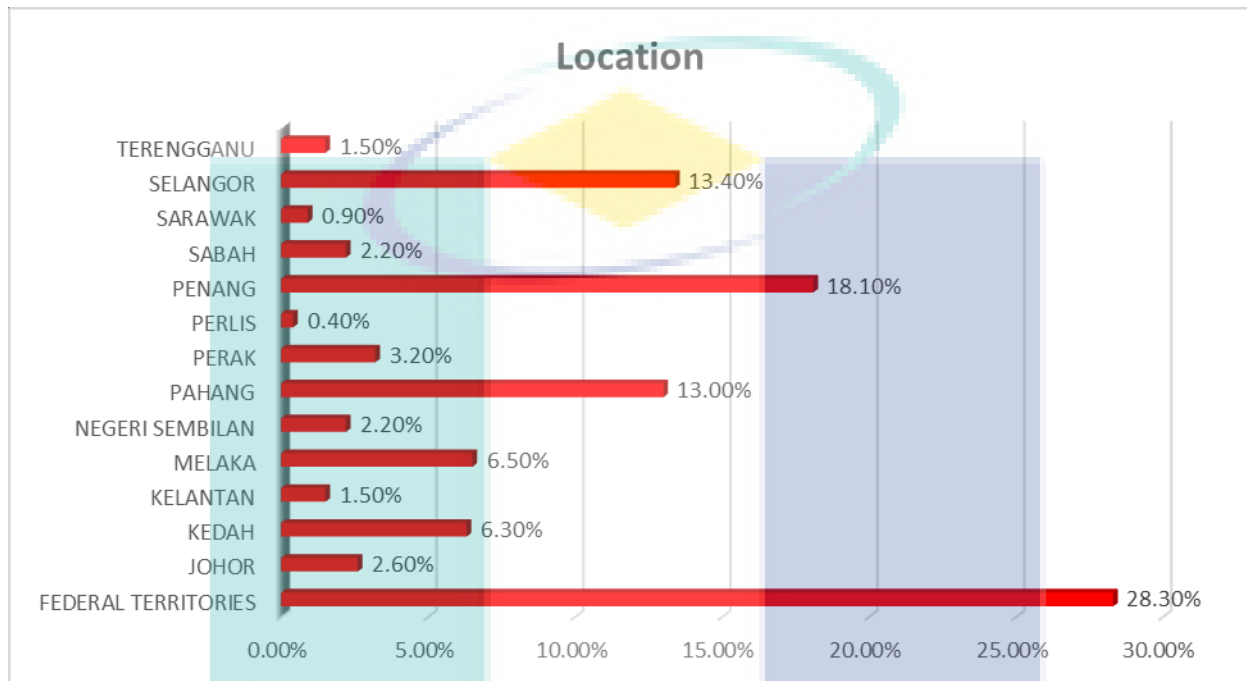 Location
TERENGGANU 1.50%
SELANGOR 13.40%
SARAWAK 0.90%
SABAH 2.20%
PENANG 18.10%
PERLIS 0.40%
PERAK 3.20%
PAHANG 13.00%
NEGERI SEMBILAN 2.20%
MELAKA 6.50%
KELANTAN 1.50%
KEDAH 6.30%
JOHOR 2.60%
FEDERAL TERRITORIES 28.30%
0.00% 5.00% 10.00% 15.00% 20.00% 25.00% 30.00%